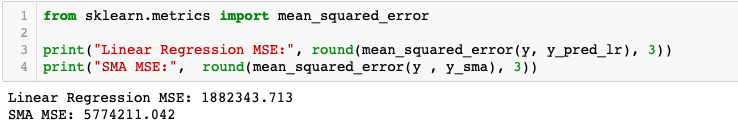 1 from sklearn.metrics import mean_squared_error
2
3 print("Linear Regression MSE:", round(mean_squared_error(y, y_pred_lr), 3))
4 print("SMA MSE:",  round(mean_squared_error(y , y_sma), 3))
Linear Regression MSE: 1882343.713
SMA MSE: 5774211.042